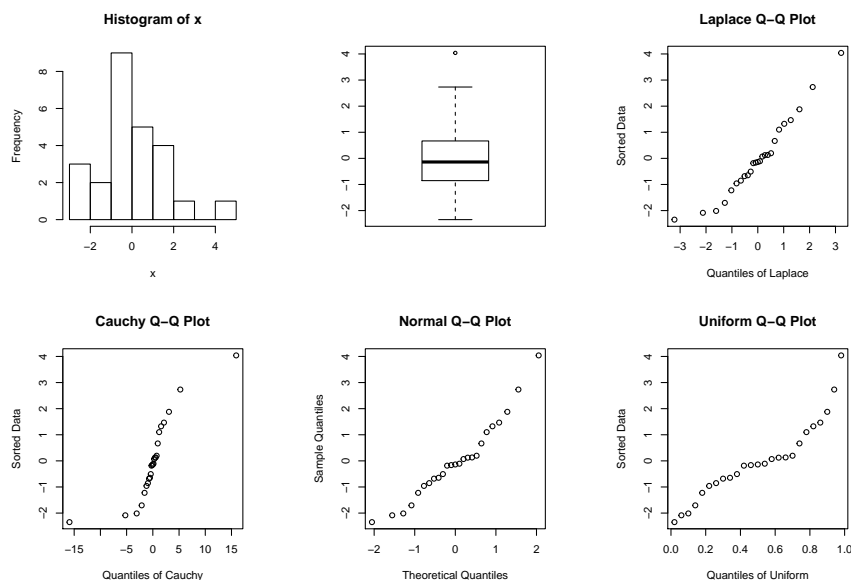 Histogram of x
Frequency
0 2 4 6 8
−2 0 2 4
x
−2 −1 0 1 2 3 4
Laplace Q−Q Plot
Sorted Data
−2 −1 0 1 2 3 4
−3 −2 −1 0 1 2 3
Quantiles of Laplace
Cauchy Q−Q Plot
Sorted Data
−2 −1 0 1 2 3 4
−15 −5 0 5 10 15
Quantiles of Cauchy
Normal Q−Q Plot
Sample Quantiles
−2 −1 0 1 2 3 4
−2 −1 0 1 2
Theoretical Quantiles
Uniform Q−Q Plot
Sorted Data
−2 −1 0 1 2 3 4
0.0 0.2 0.4 0.6 0.8 1.0
Quantiles of Uniform